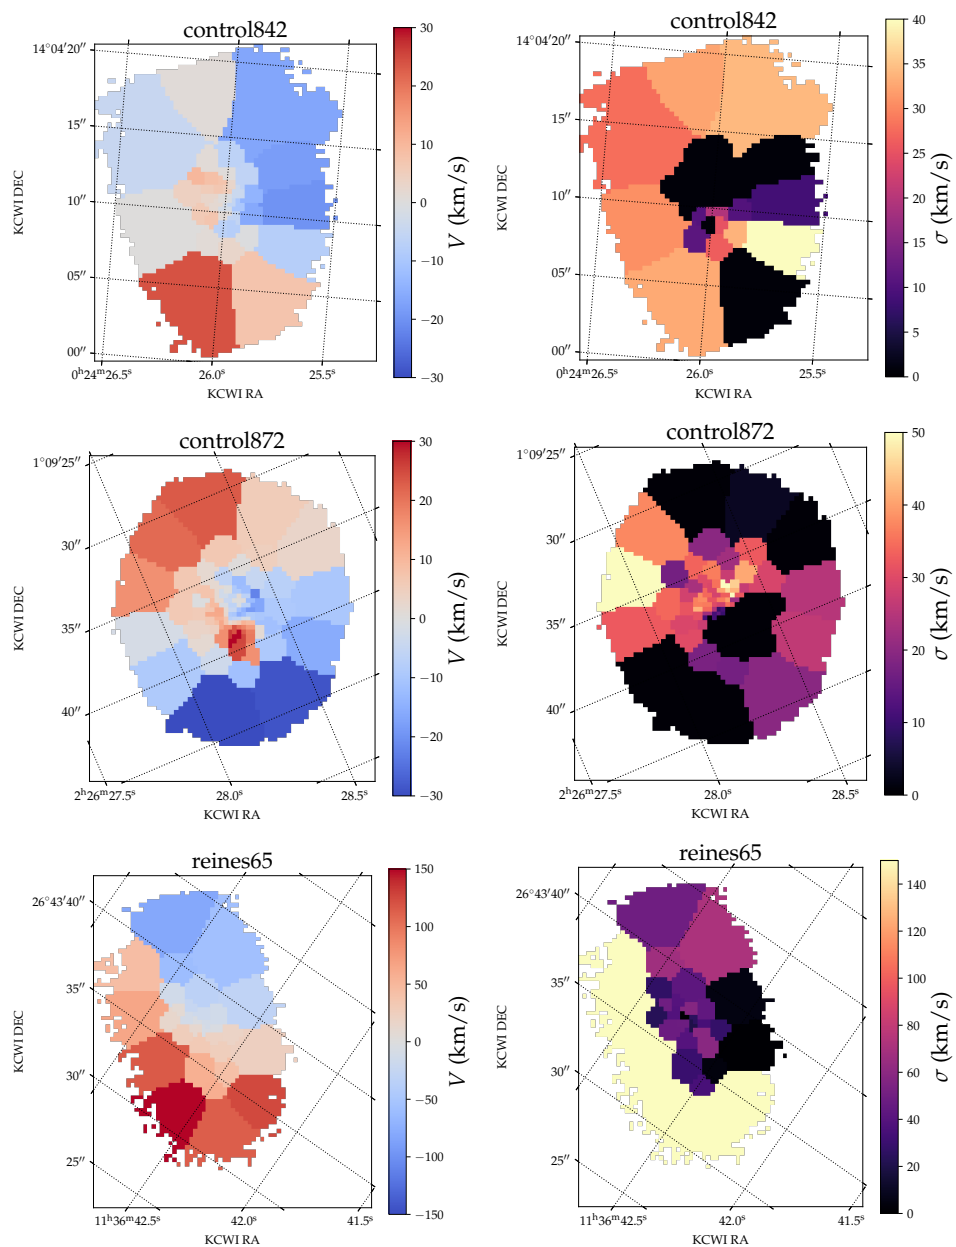 control842
14°04′20″
15″
10″
05″
00″
0ʰ24ᵐ26.5ˢ
26.0ˢ
25.5ˢ
KCWI RA
KCWI DEC
30
20
10
0
−10
−20
−30
V (km/s)
control842
14°04′20″
15″
10″
05″
00″
0ʰ24ᵐ26.5ˢ
26.0ˢ
25.5ˢ
KCWI RA
KCWI DEC
40
35
30
25
20
15
10
5
0
σ (km/s)
control872
1°09′25″
30″
35″
40″
2ʰ26ᵐ27.5ˢ
28.0ˢ
28.5ˢ
KCWI RA
KCWI DEC
30
20
10
0
−10
−20
−30
V (km/s)
control872
1°09′25″
30″
35″
40″
2ʰ26ᵐ27.5ˢ
28.0ˢ
28.5ˢ
KCWI RA
KCWI DEC
50
40
30
20
10
0
σ (km/s)
reines65
26°43′40″
35″
30″
25″
11ʰ36ᵐ42.5ˢ
42.0ˢ
41.5ˢ
KCWI RA
KCWI DEC
150
100
50
0
−50
−100
−150
V (km/s)
reines65
26°43′40″
35″
30″
25″
11ʰ36ᵐ42.5ˢ
42.0ˢ
41.5ˢ
KCWI RA
KCWI DEC
140
120
100
80
60
40
20
0
σ (km/s)